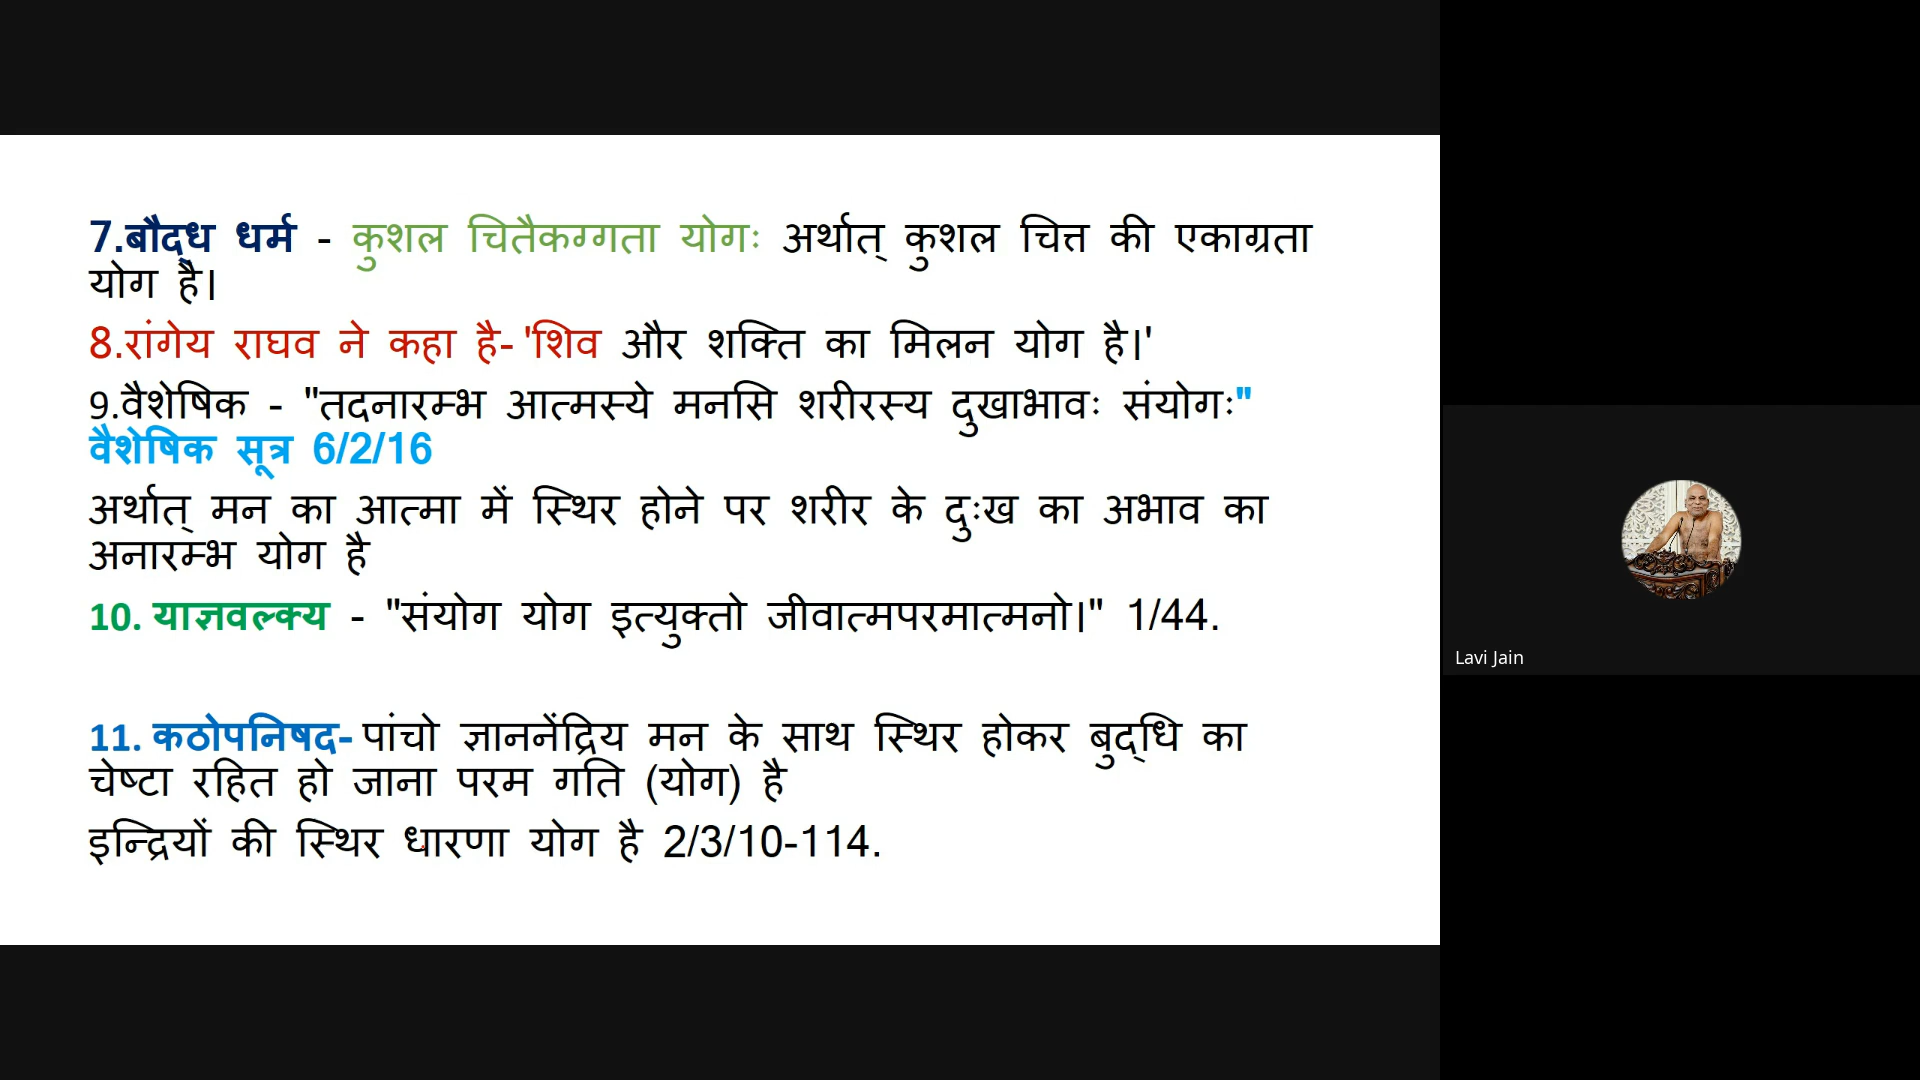 7.बौद्ध धर्म - कुशल चितैकग्गता योगः अर्थात् कुशल चित्त की एकाग्रता
योग है।
8.रांगेय राघव ने कहा है- 'शिव और शक्ति का मिलन योग है।'
9.वैशेषिक - "तदनारम्भ आत्मस्ये मनसि शरीरस्य दुखाभावः संयोगः"
वैशेषिक सूत्र 6/2/16
अर्थात् मन का आत्मा में स्थिर होने पर शरीर के दुःख का अभाव का
अनारम्भ योग है
10. याज्ञवल्क्य - "संयोग योग इत्युक्तो जीवात्मपरमात्मनो।" 1/44.
11. कठोपनिषद- पांचो ज्ञाननेंद्रिय मन के साथ स्थिर होकर बुद्धि का
चेष्टा रहित हो जाना परम गति (योग) है
इन्द्रियों की स्थिर धारणा योग है 2/3/10-114.
Lavi Jain